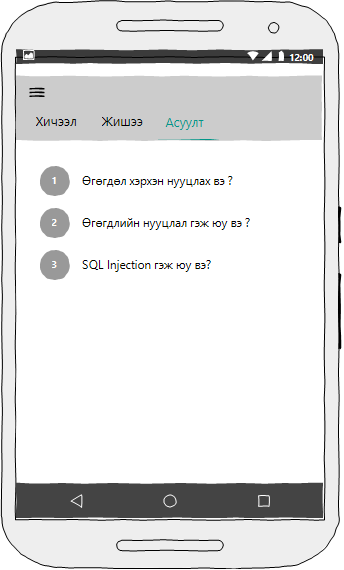 12:00
Хичээл Жишээ Асуулт
1 Өгөгдөл хэрхэн нууцлах вэ ?
2 Өгөгдлийн нууцлал гэж юу вэ ?
3 SQL Injection гэж юу вэ?